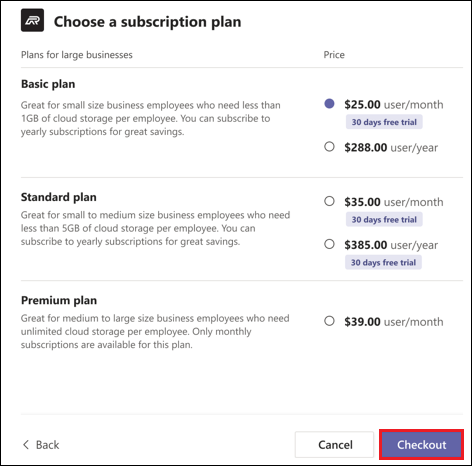 Choose a subscription plan
Plans for large businesses
Price
Basic plan
Great for small size business employees who need less than
1GB of cloud storage per employee. You can subscribe to
yearly subscriptions for great savings.
$25.00 user/month
30 days free trial
$288.00 user/year
Standard plan
Great for small to medium size business employees who need
less than 5GB of cloud storage per employee. You can
subscribe to yearly subscriptions for great savings.
$35.00 user/month
30 days free trial
$385.00 user/year
30 days free trial
Premium plan
Great for medium to large size business employees who need
unlimited cloud storage per employee. Only monthly
subscriptions are available for this plan.
$39.00 user/month
Back
Cancel
Checkout